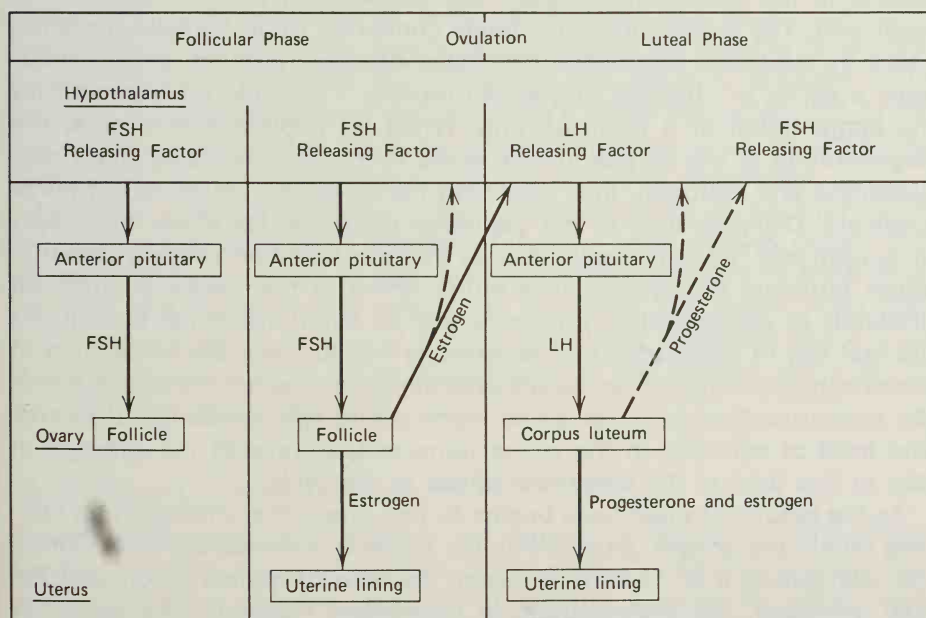 Follicular Phase
Ovulation
Luteal Phase
Hypothalamus
FSH
Releasing Factor
FSH
Releasing Factor
LH
Releasing Factor
FSH
Releasing Factor
Anterior pituitary
Anterior pituitary
Anterior pituitary
FSH
FSH
Estrogen
LH
Progesterone
Ovary
Follicle
Follicle
Corpus luteum
Estrogen
Progesterone and estrogen
Uterus
Uterine lining
Uterine lining